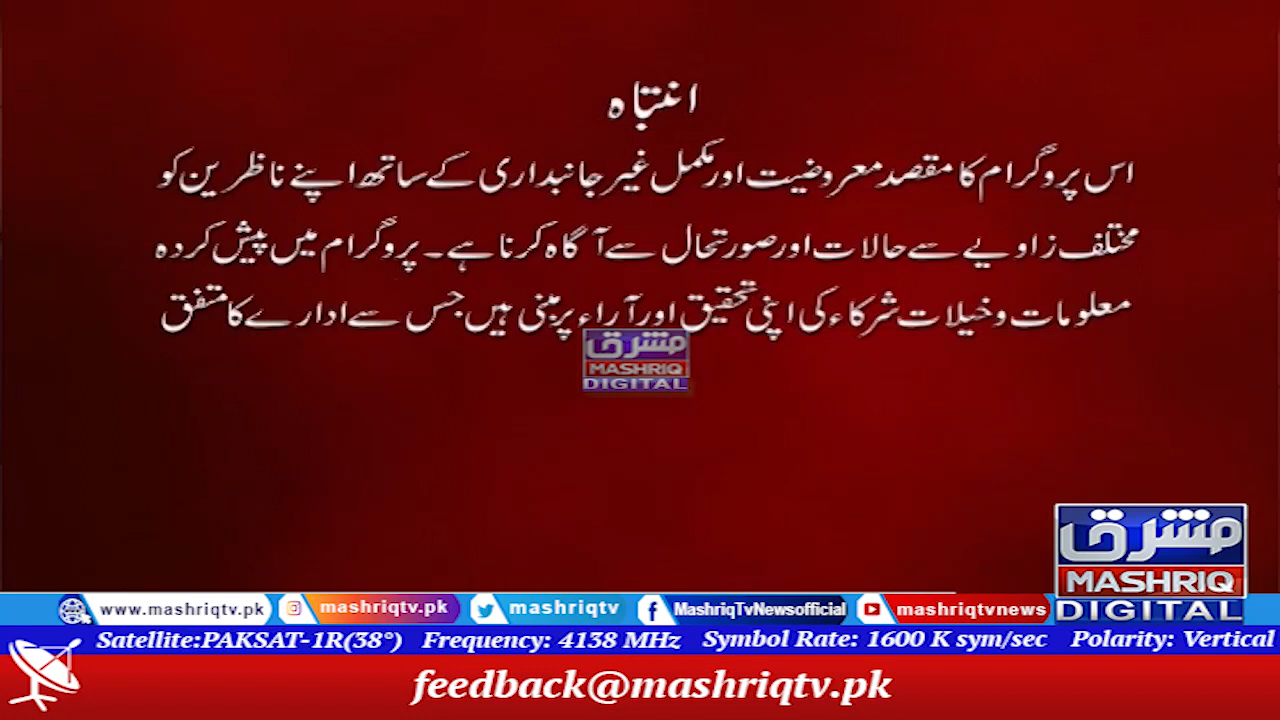 انتباہ
اس پروگرام کا مقصد معروضیت اور مکمل غیر جانبداری کے ساتھ اپنے ناظرین کو
مختلف زاویے سے حالات اور صورتحال سے آگاہ کرنا ہے۔ پروگرام میں پیش کردہ
معلومات و خیلات شرکاء کی اپنی تحقیق اور آراء پر مبنی ہیں جس سے ادارے کا متفق
مشرق
MASHRIQ
DIGITAL
مشرق
MASHRIQ
DIGITAL
www.mashriqtv.pk mashriqtv.pk mashriqtv MashriqTvNewsofficial mashriqtvnews
Satellite:PAKSAT-1R(38°) Frequency: 4138 MHz Symbol Rate: 1600 K sym/sec Polarity: Vertical
feedback@mashriqtv.pk